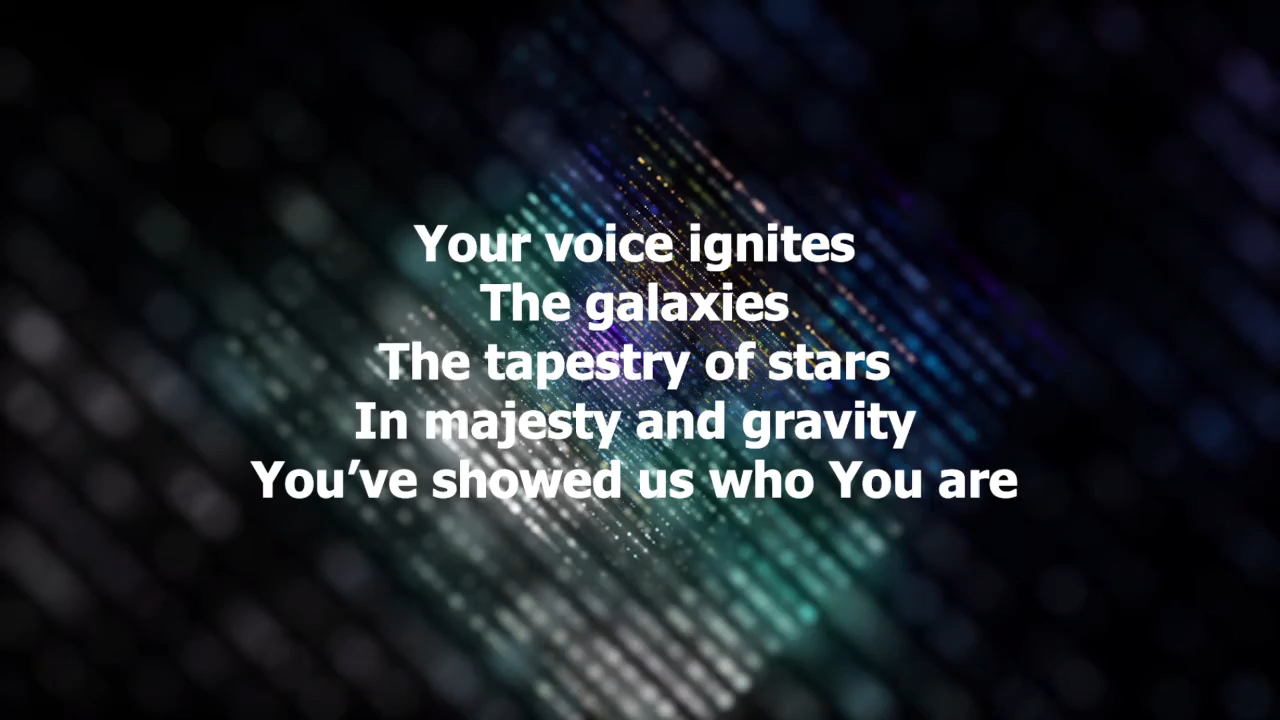 Your voice ignites
The galaxies
The tapestry of stars
In majesty and gravity
You’ve showed us who You are